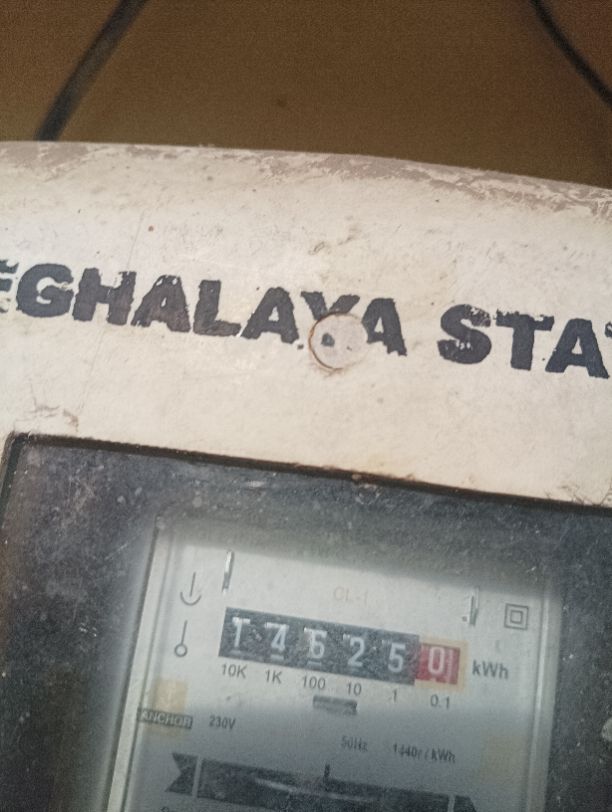 EGHALAYA STAT
CL-1
1 4 6 2 5 0 kWh
10K 1K 100 10 1 0.1
ANCHOR 230V
50Hz 1440r / kWh